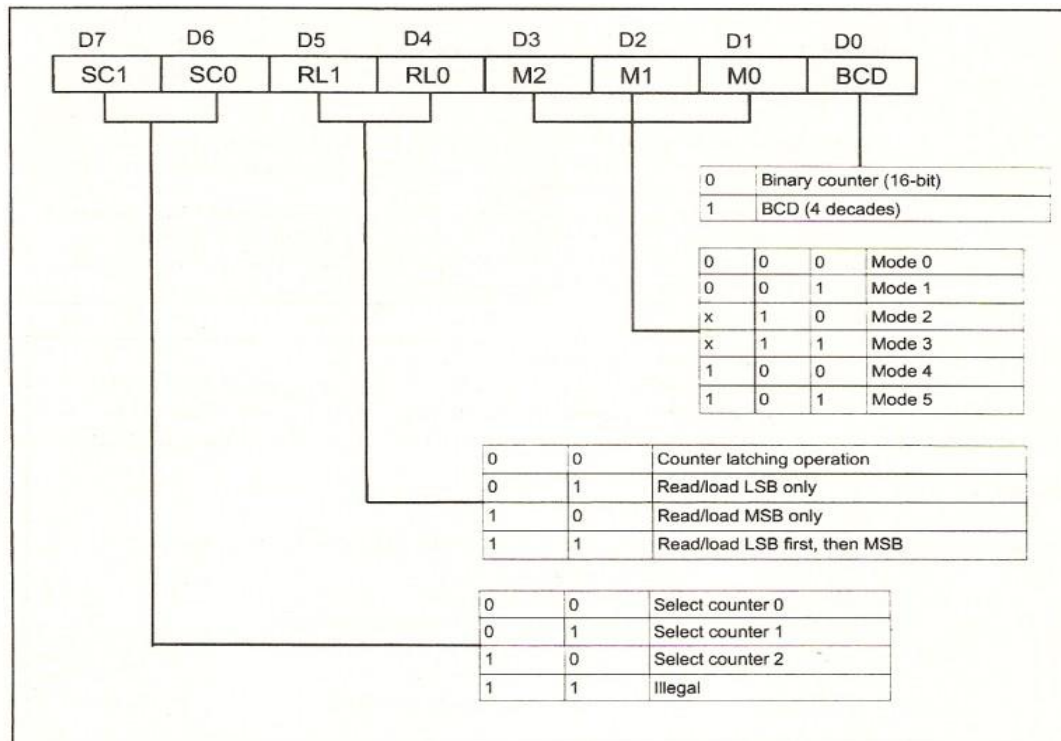 D7 D6 D5 D4 D3 D2 D1 D0
SC1 SC0 RL1 RL0 M2 M1 M0 BCD
0 Binary counter (16-bit)
1 BCD (4 decades)
0 0 0 Mode 0
0 0 1 Mode 1
x 1 0 Mode 2
x 1 1 Mode 3
1 0 0 Mode 4
1 0 1 Mode 5
0 0 Counter latching operation
0 1 Read/load LSB only
1 0 Read/load MSB only
1 1 Read/load LSB first, then MSB
0 0 Select counter 0
0 1 Select counter 1
1 0 Select counter 2
1 1 Illegal